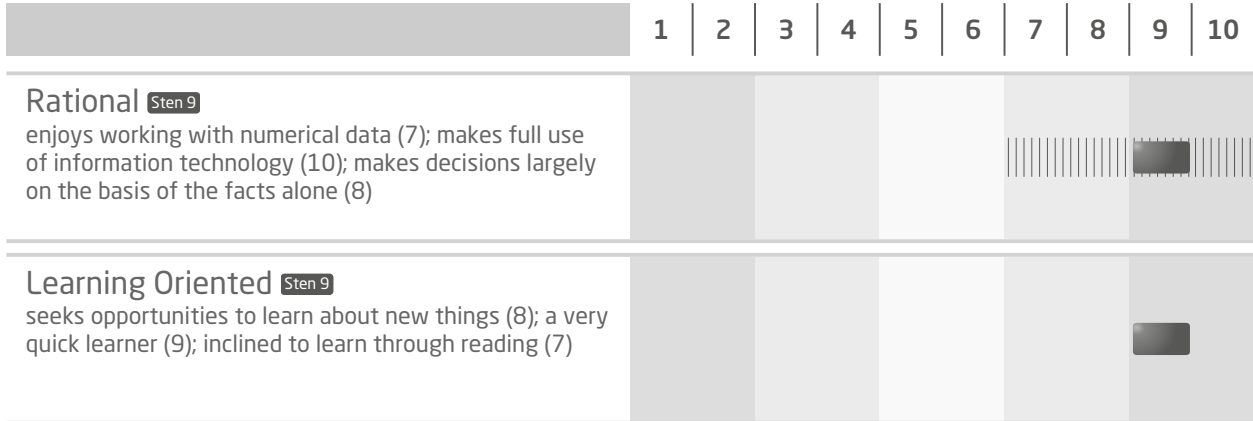 1 2 3 4 5 6 7 8 9 10
Rational Sten 9
enjoys working with numerical data (7); makes full use
of information technology (10); makes decisions largely
on the basis of the facts alone (8)
Learning Oriented Sten 9
seeks opportunities to learn about new things (8); a very
quick learner (9); inclined to learn through reading (7)